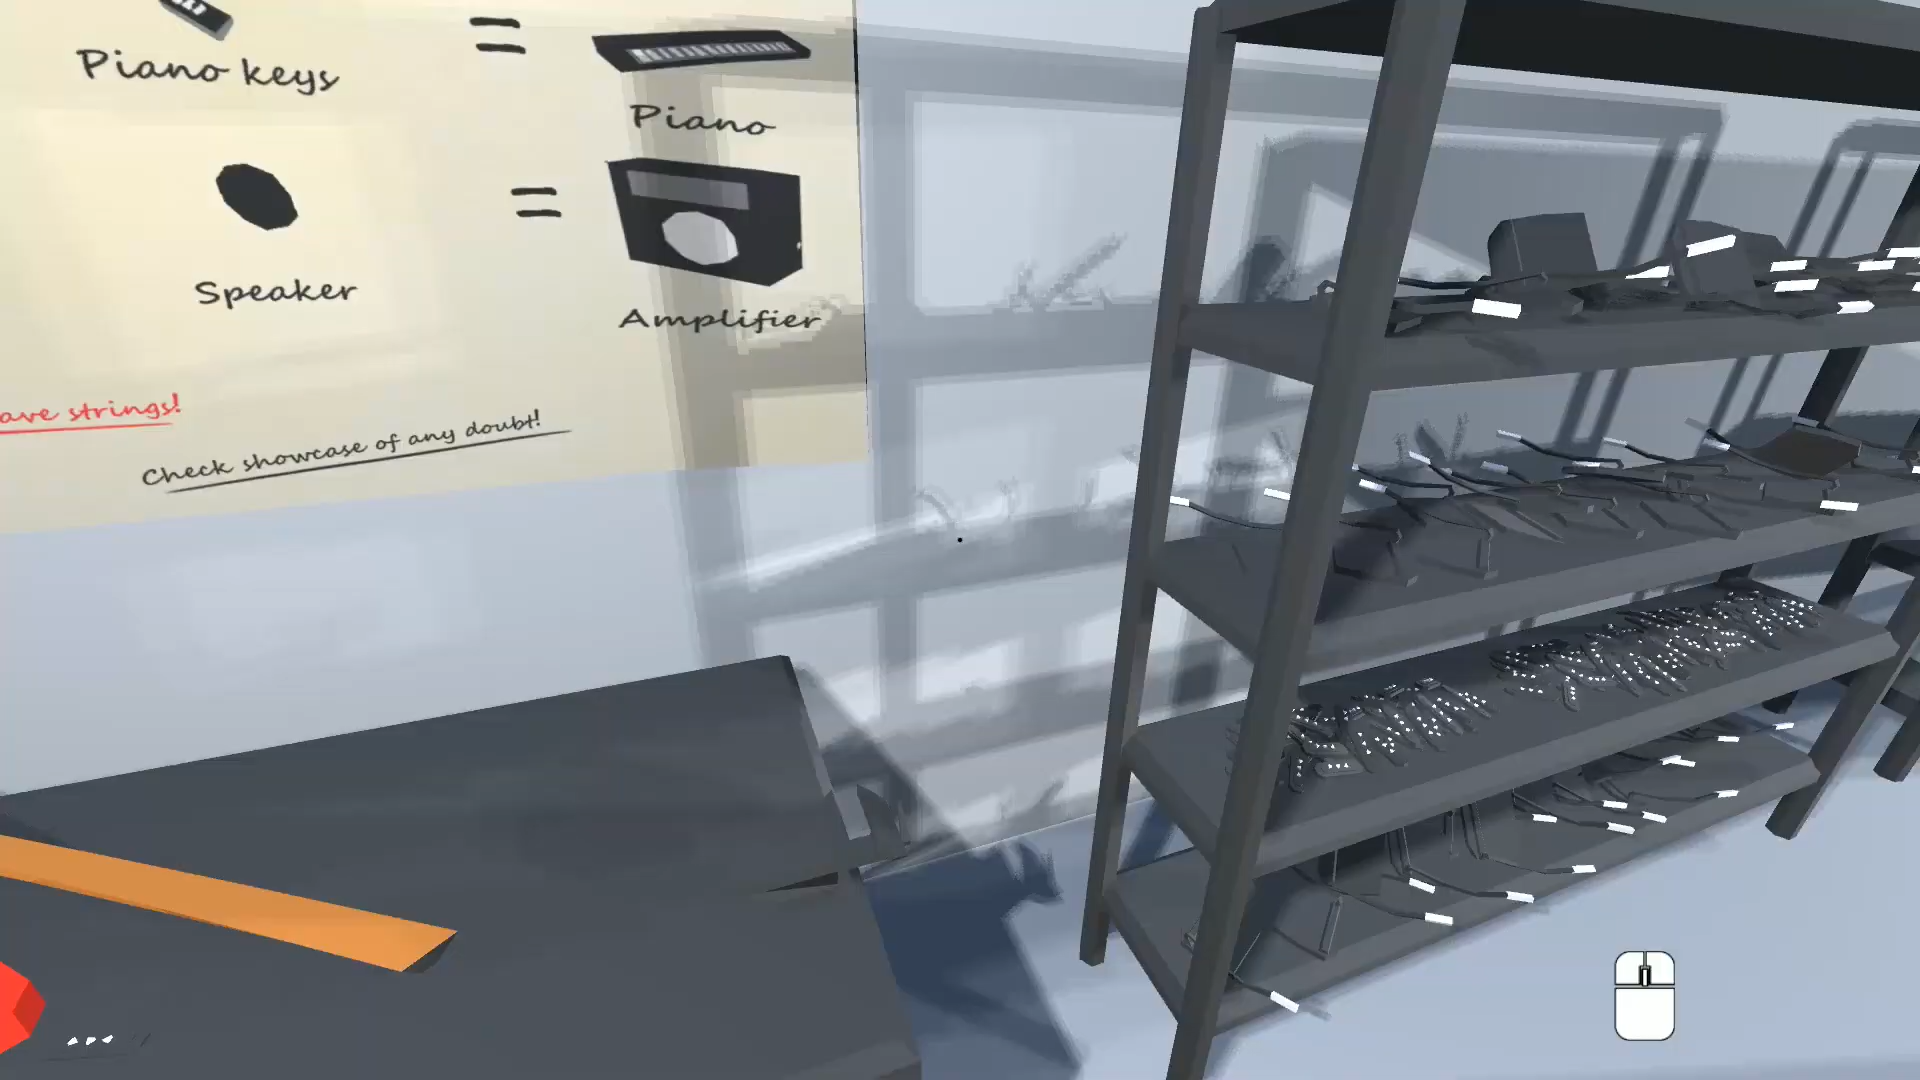 Piano keys
=
Piano
=
Speaker
Amplifier
ave strings!
Check showcase of any doubt!